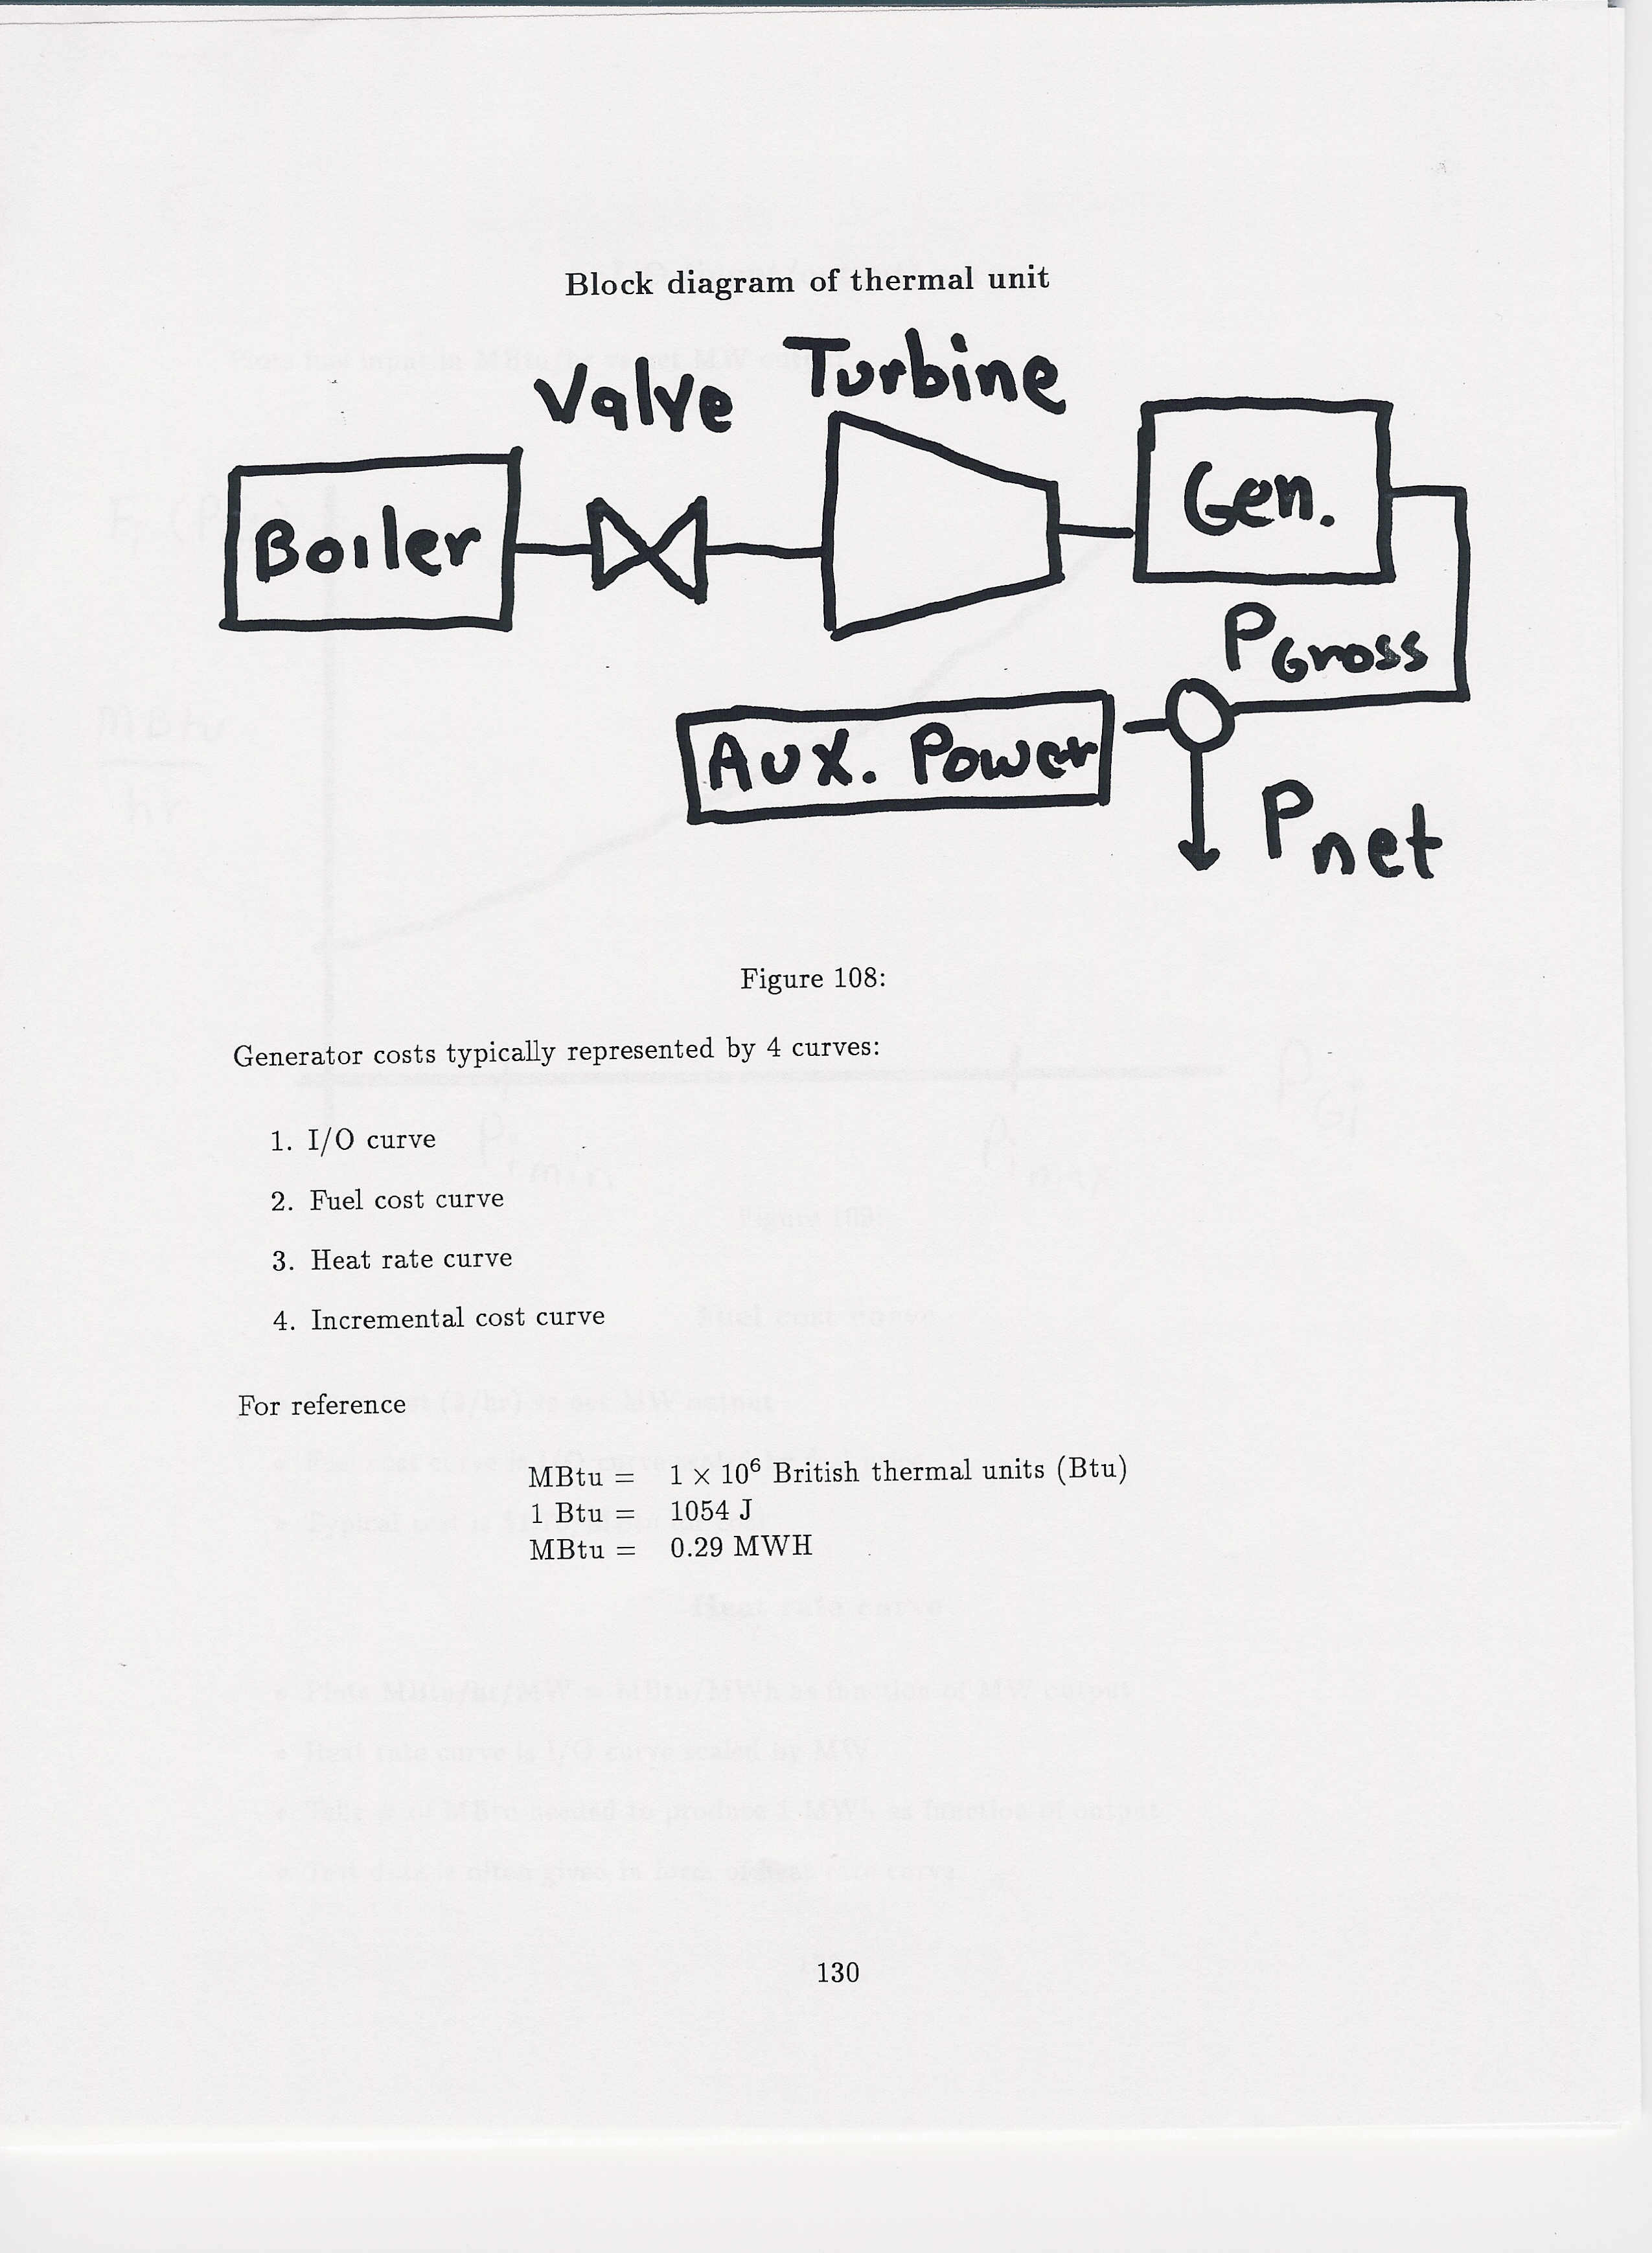 Block diagram of thermal unit
Valve Turbine
Boiler
Gen.
PGross
Aux. Power
Pnet
Figure 108:
Generator costs typically represented by 4 curves:
1. I/O curve
2. Fuel cost curve
3. Heat rate curve
4. Incremental cost curve
For reference
MBtu = 1 × 10⁶ British thermal units (Btu)
1 Btu = 1054 J
MBtu = 0.29 MWH
130